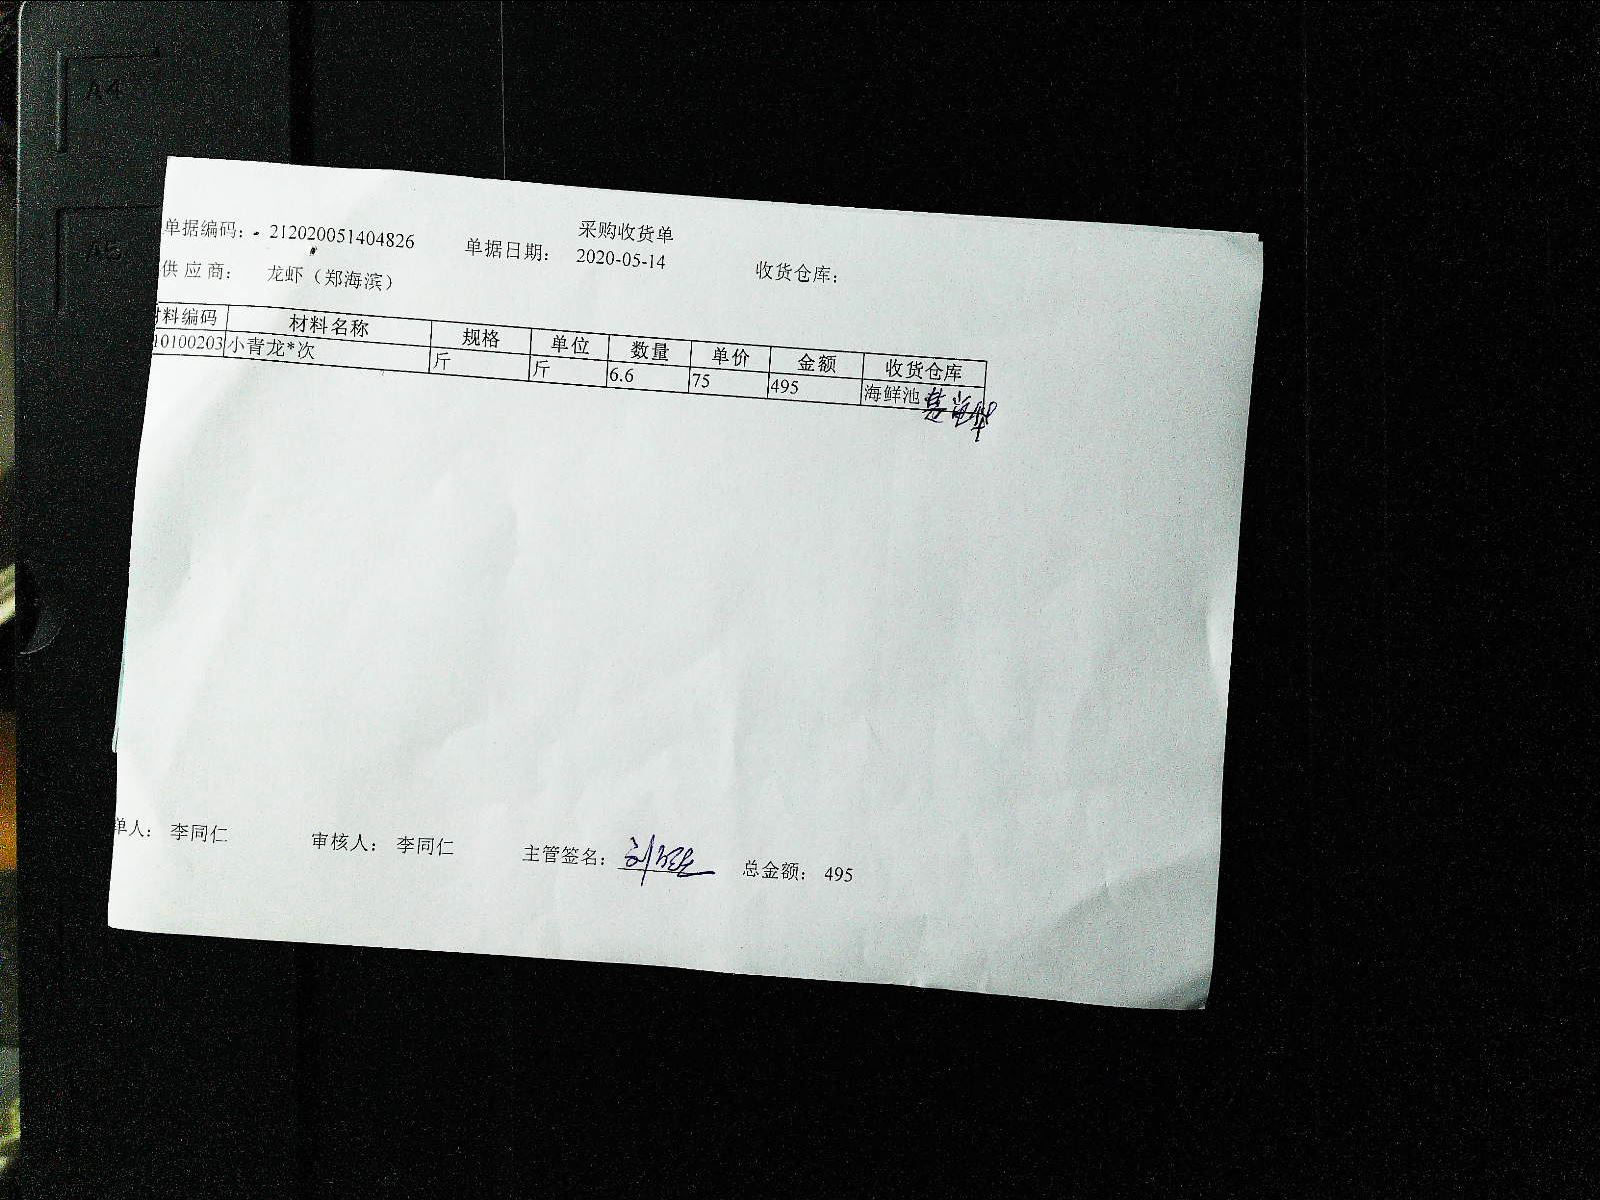 A4
A5
采购收货单
单据编码： 212020051404826 单据日期： 2020-05-14 收货仓库：
供应商： 龙虾（郑海滨）
材料编码 材料名称 规格 单位 数量 单价 金额 收货仓库
10100203 小青龙*次 斤 斤 6.6 75 495 海鲜池
单人： 李同仁 审核人： 李同仁 主管签名： 总金额： 495